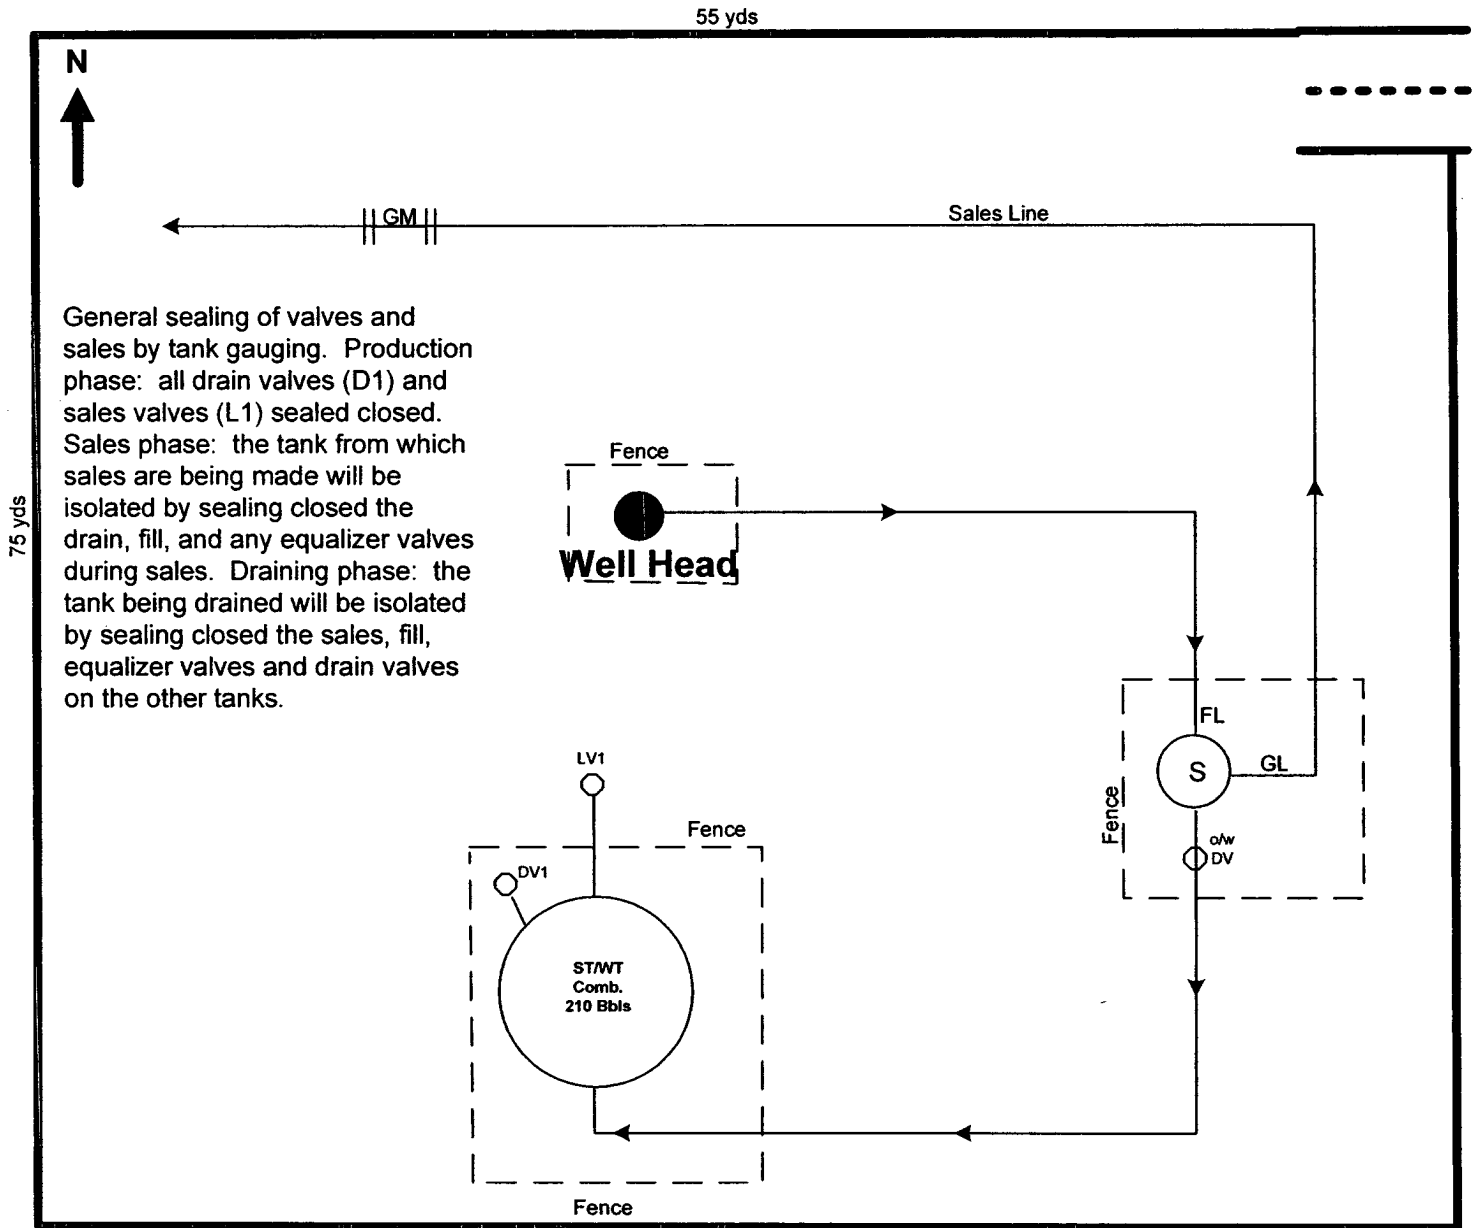 55 yds
N
GM
Sales Line
General sealing of valves and
sales by tank gauging. Production
phase: all drain valves (D1) and
sales valves (L1) sealed closed.
Sales phase: the tank from which
sales are being made will be
isolated by sealing closed the
drain, fill, and any equalizer valves
during sales. Draining phase: the
tank being drained will be isolated
by sealing closed the sales, fill,
equalizer valves and drain valves
on the other tanks.
75 yds
Fence
Well Head
FL
S
GL
Fence
o/w
DV
LV1
Fence
DV1
ST/WT
Comb.
210 Bbls
Fence